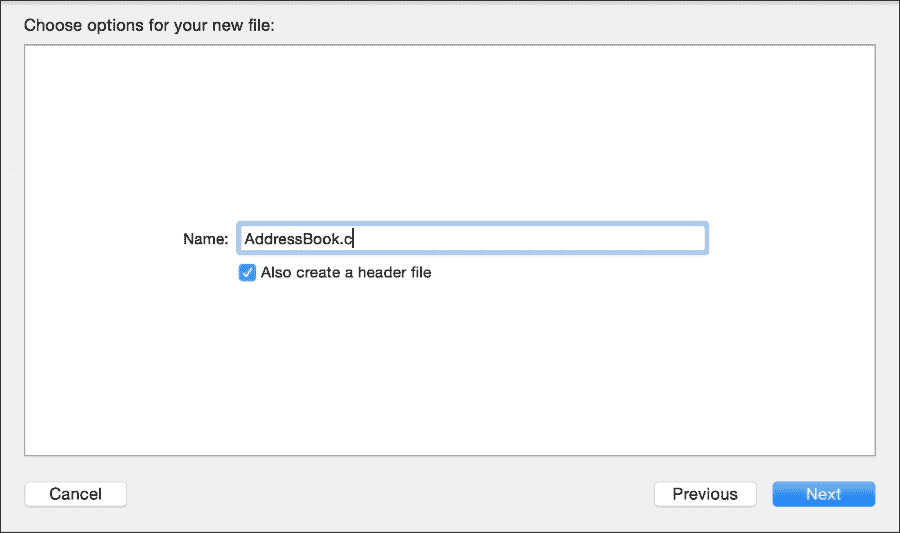 Choose options for your new file:
Name: AddressBook.c
Also create a header file
Cancel Previous Next